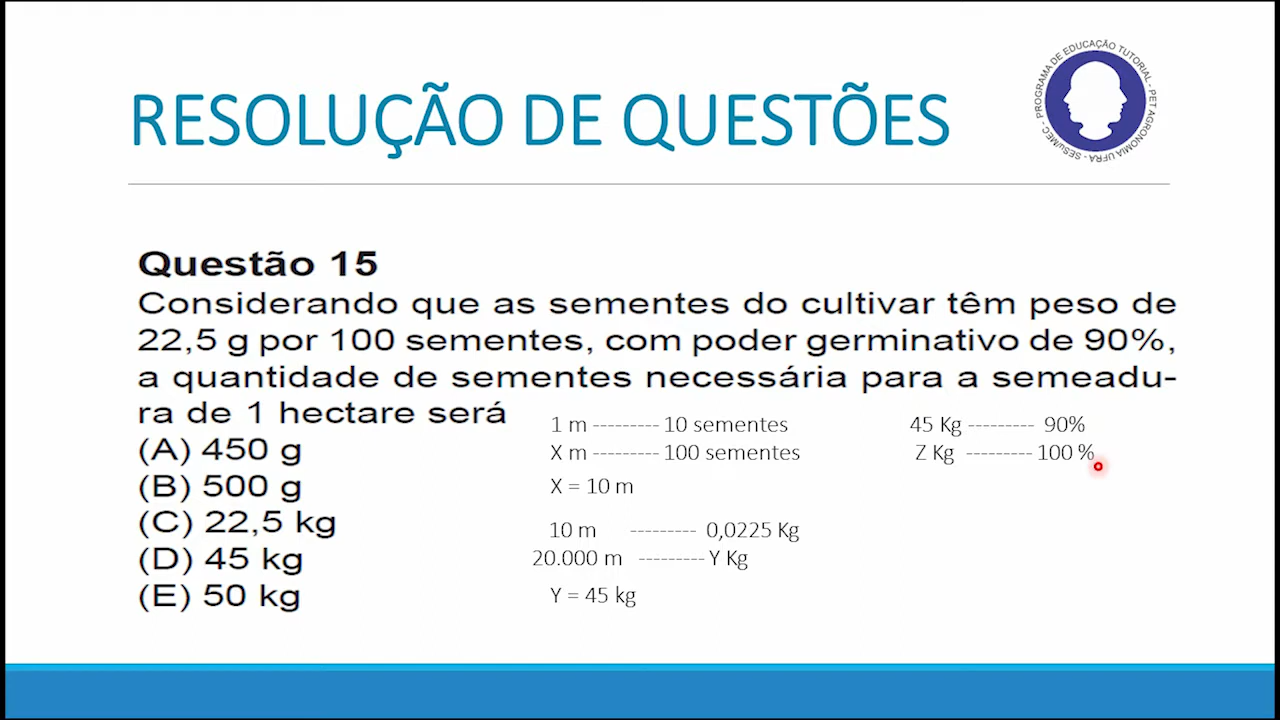 RESOLUÇÃO DE QUESTÕES
SESu/MEC - PROGRAMA DE EDUCAÇÃO TUTORIAL - PET AGRONOMIA UFRA -
Questão 15
Considerando que as sementes do cultivar têm peso de
22,5 g por 100 sementes, com poder germinativo de 90%,
a quantidade de sementes necessária para a semeadu-
ra de 1 hectare será
(A) 450 g
(B) 500 g
(C) 22,5 kg
(D) 45 kg
(E) 50 kg
1 m --------- 10 sementes
X m --------- 100 sementes
X = 10 m
10 m --------- 0,0225 Kg
20.000 m --------- Y Kg
Y = 45 kg
45 Kg --------- 90%
Z Kg --------- 100 %